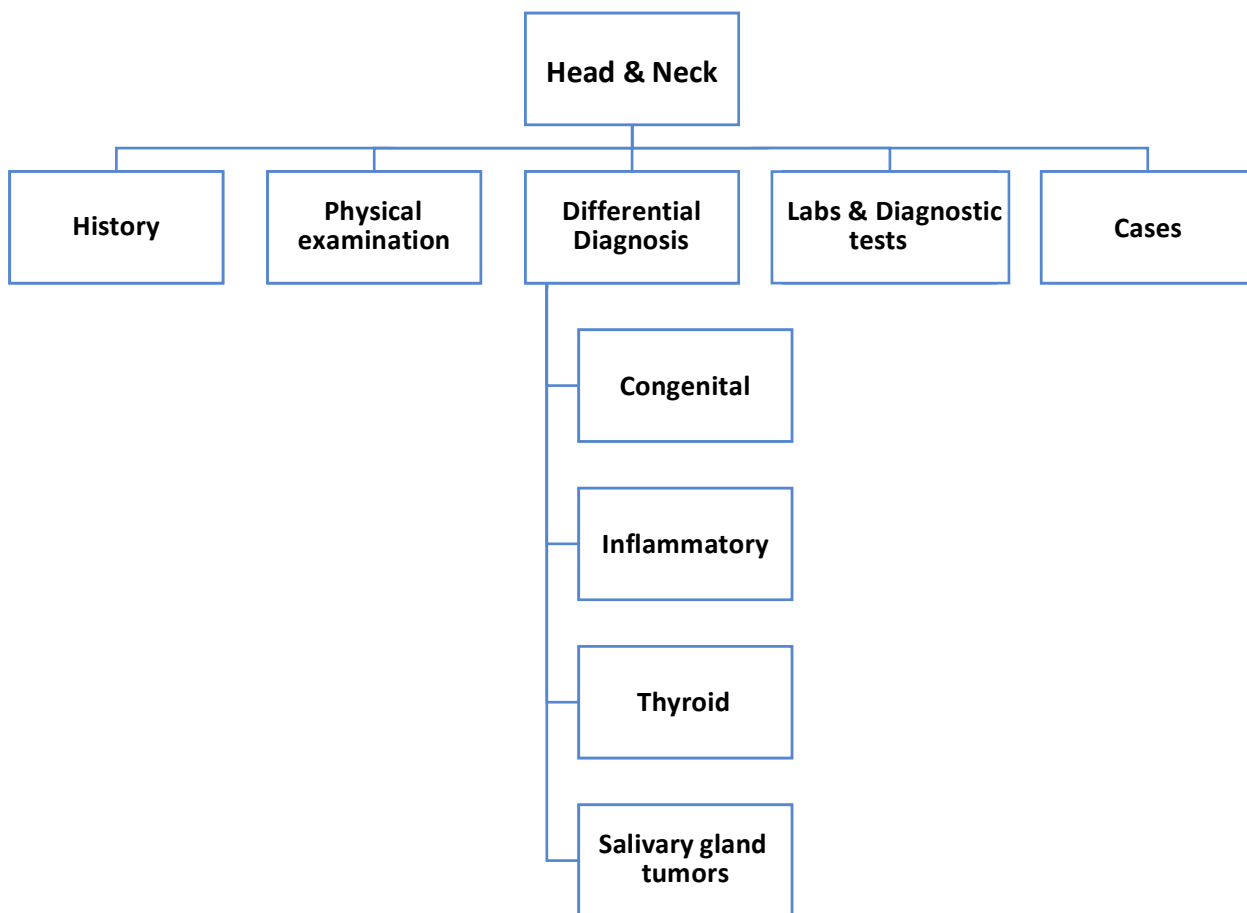 Head & Neck
History
Physical
examination
Differential
Diagnosis
Labs & Diagnostic
tests
Cases
Congenital
Inflammatory
Thyroid
Salivary gland
tumors